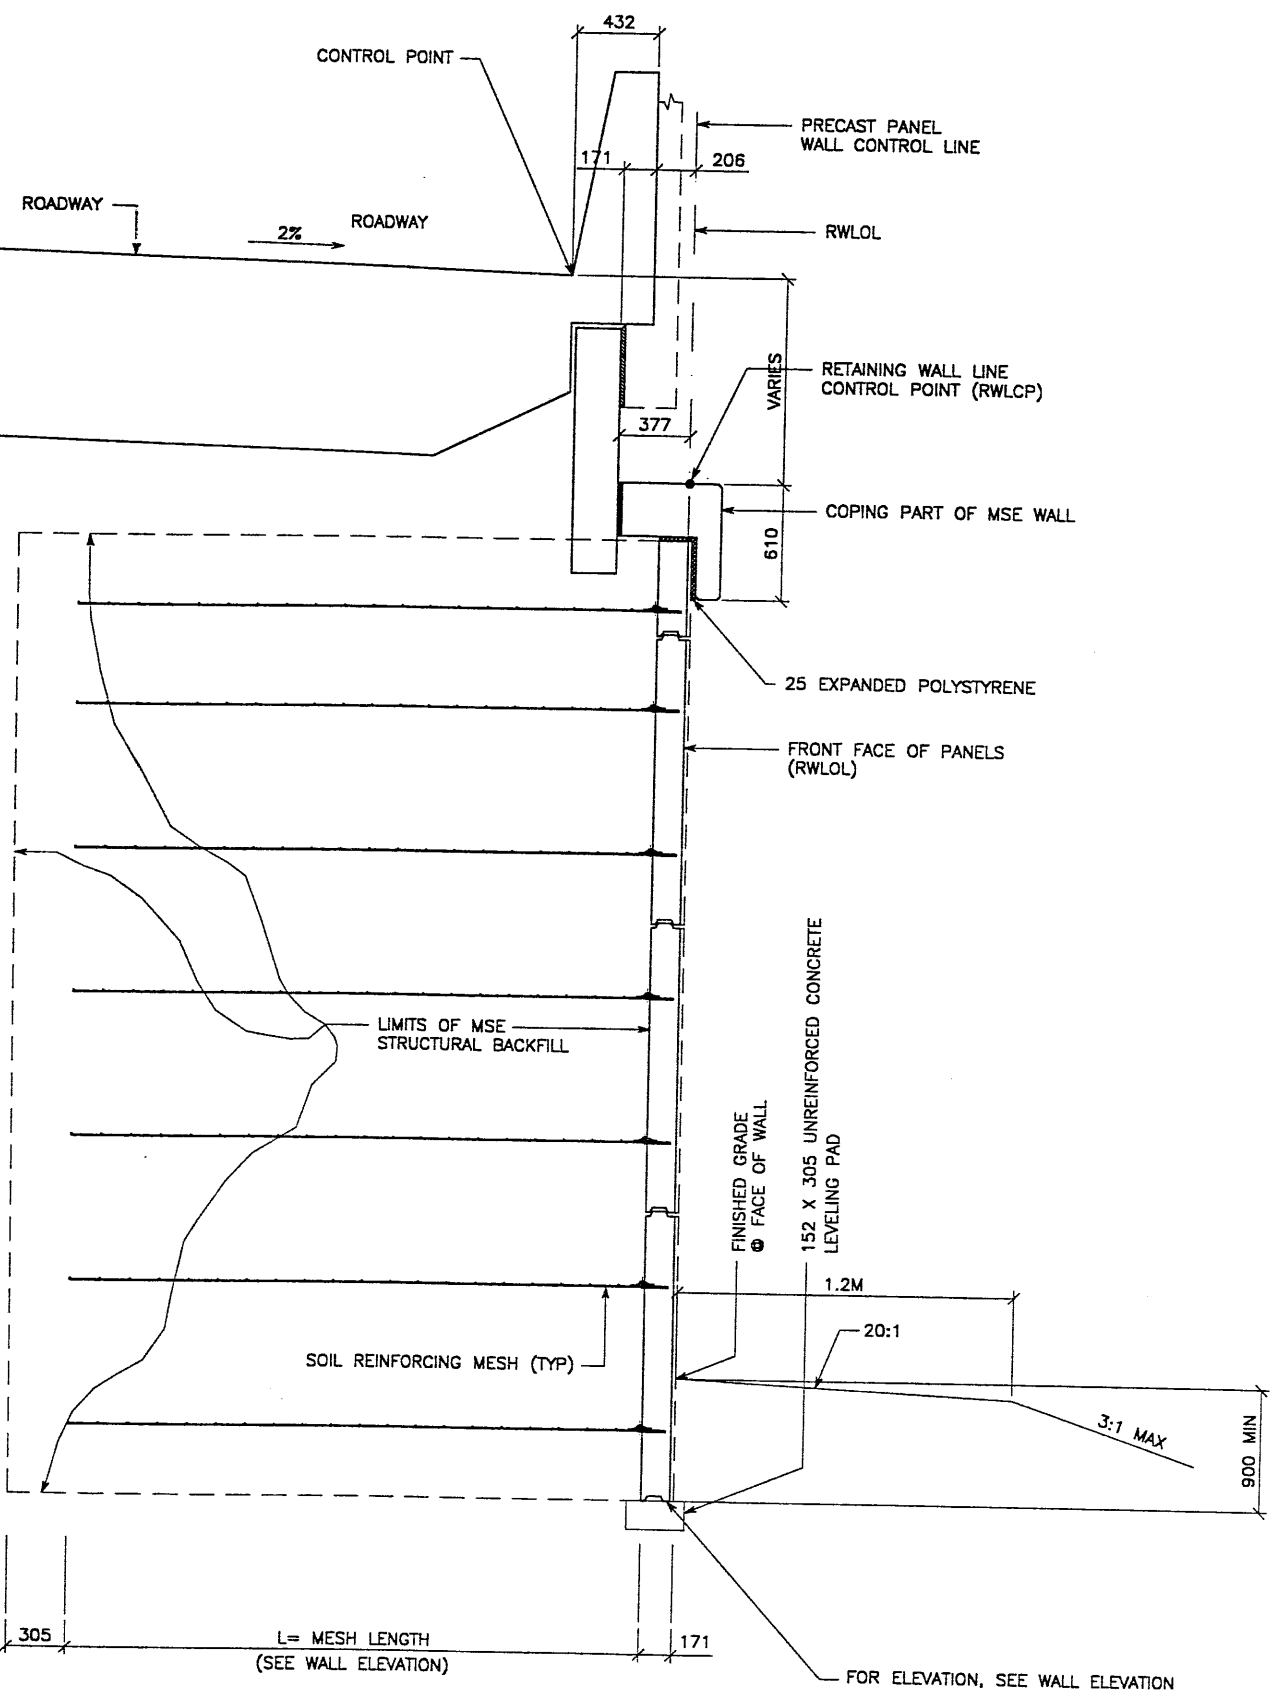 432
CONTROL POINT
PRECAST PANEL
WALL CONTROL LINE
171
206
ROADWAY
2%
ROADWAY
RWLOL
VARIES
RETAINING WALL LINE
CONTROL POINT (RWLCP)
377
COPING PART OF MSE WALL
610
25 EXPANDED POLYSTYRENE
FRONT FACE OF PANELS
(RWLOL)
LIMITS OF MSE
STRUCTURAL BACKFILL
FINISHED GRADE
@ FACE OF WALL
152 X 305 UNREINFORCED CONCRETE
LEVELING PAD
1.2M
20:1
SOIL REINFORCING MESH (TYP)
3:1 MAX
900 MIN
305
L= MESH LENGTH
(SEE WALL ELEVATION)
171
FOR ELEVATION, SEE WALL ELEVATION